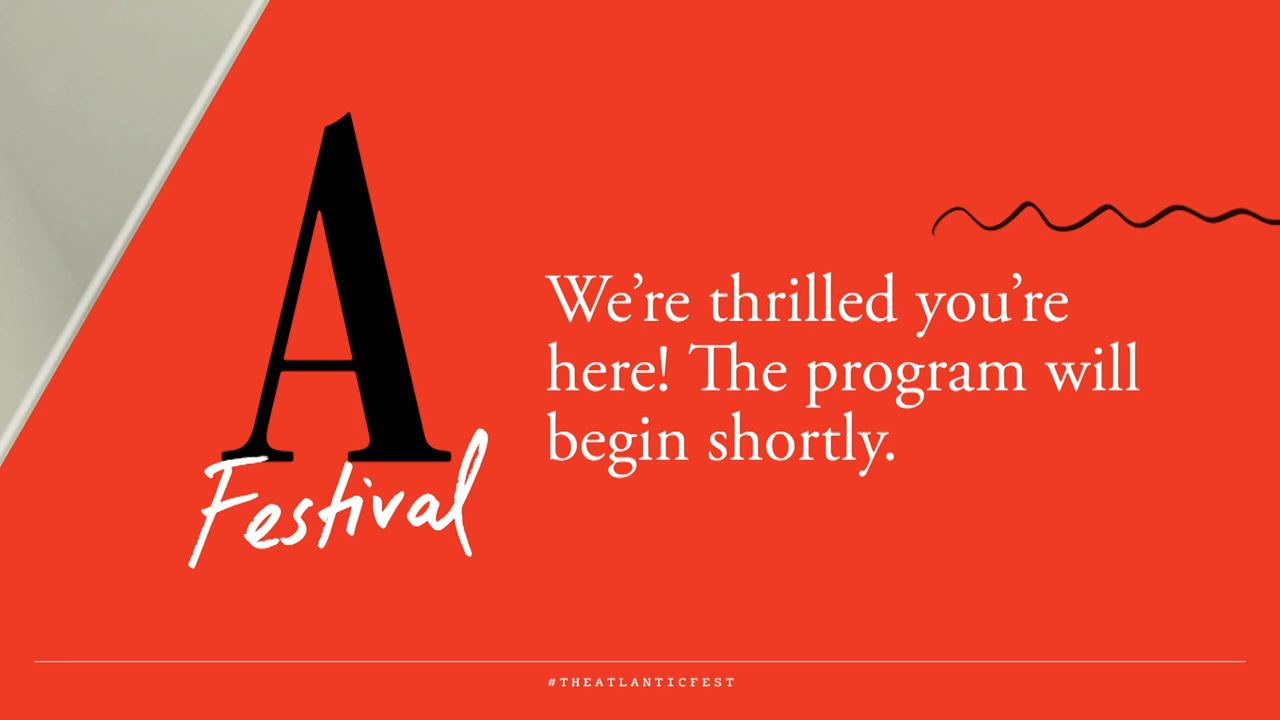 A
Festival
We’re thrilled you’re
here! The program will
begin shortly.
#THEATLANTICFEST